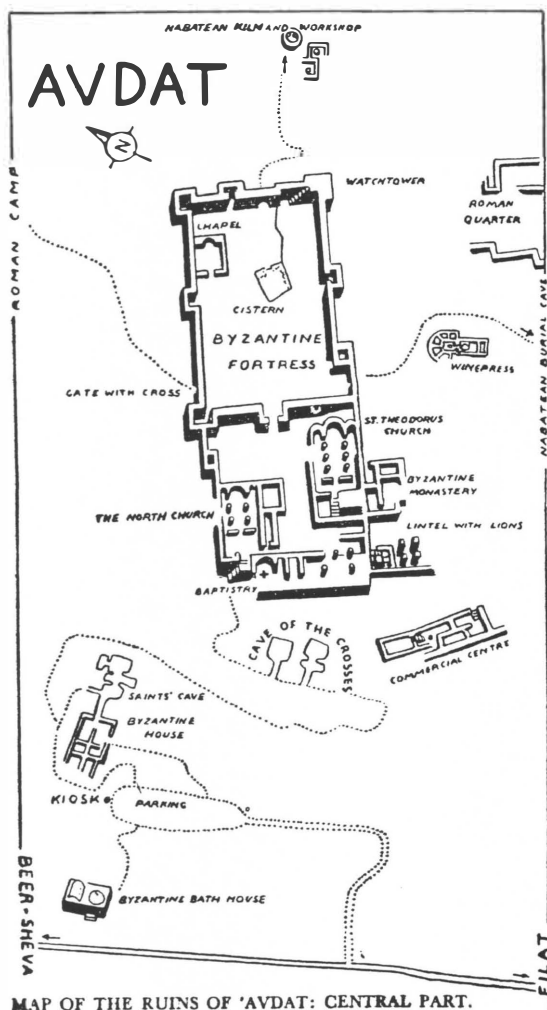 NABATEAN KILN AND WORKSHOP
AVDAT
N
WATCHTOWER
ROMAN
QUARTER
ROMAN CAMP
CHAPEL
CISTERN
BYZANTINE
FORTRESS
WINEPRESS
NABATEAN BURIAL CAVE
GATE WITH CROSS
ST. THEODORUS
CHURCH
BYZANTINE
MONASTERY
THE NORTH CHURCH
LINTEL WITH LIONS
BAPTISTRY
CAVE OF THE CROSSES
COMMERCIAL CENTRE
SAINTS' CAVE
BYZANTINE
HOUSE
KIOSK
PARKING
BYZANTINE BATH HOUSE
BEER-SHEVA
EILAT
MAP OF THE RUINS OF 'AVDAT: CENTRAL PART.